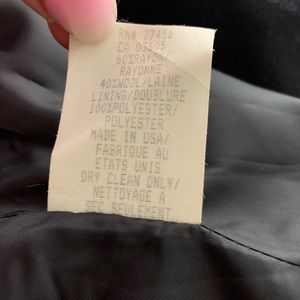 RN# 77456
CA 03605
60%RAYON/
RAYONNE
40%WOOL/LAINE
LINING/DOUBLURE
100%POLYESTER/
POLYESTER
MADE IN USA/
FABRIQUE AU
ETATS UNIS
DRY CLEAN ONLY/
NETTOYAGE A
SEC SEULEMENT